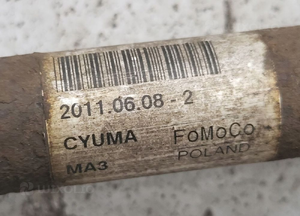 2011.06.08 - 2
CYUMA FoMoCo
MA3 POLAND